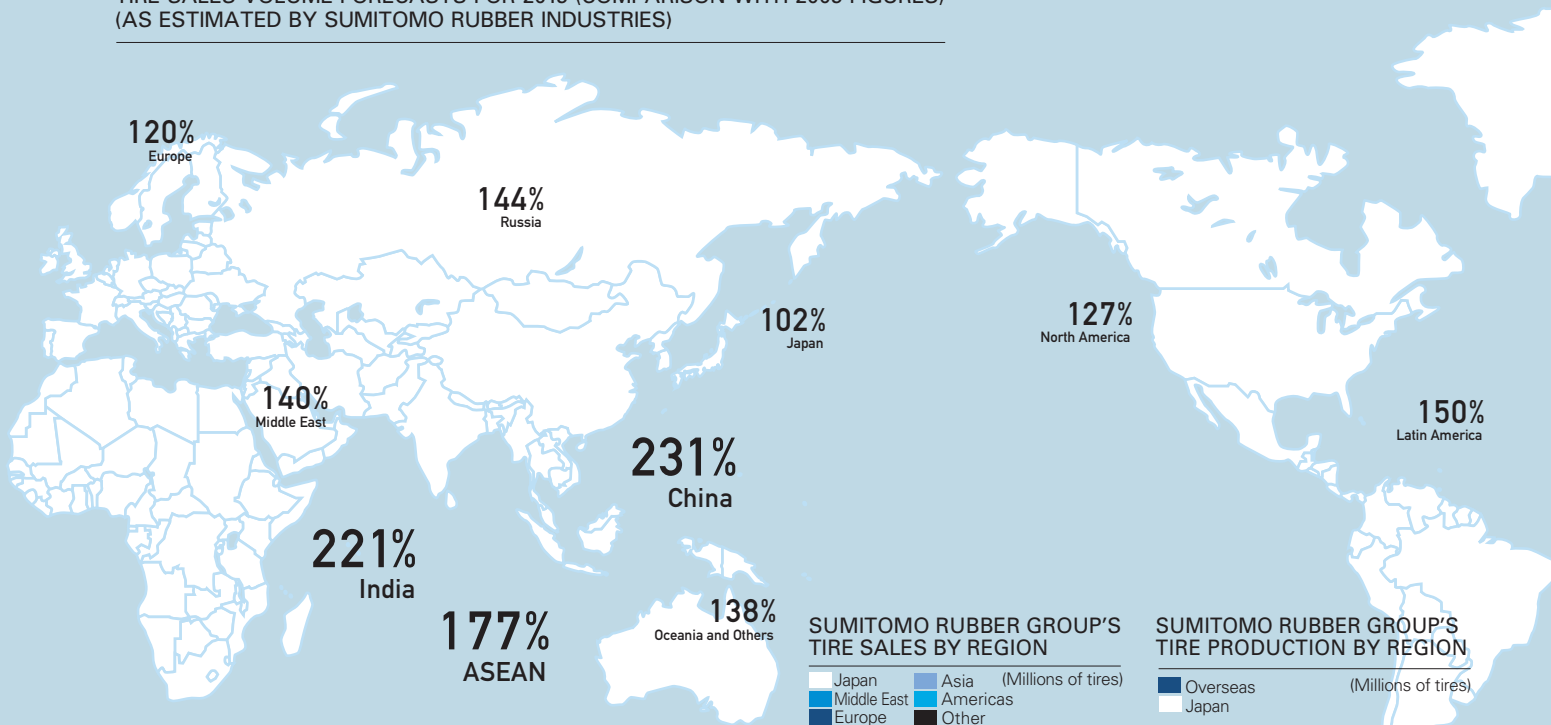 (AS ESTIMATED BY SUMITOMO RUBBER INDUSTRIES)
120%
Europe
144%
Russia
102%
Japan
127%
North America
140%
Middle East
150%
Latin America
231%
China
221%
India
177%
ASEAN
138%
Oceania and Others
SUMITOMO RUBBER GROUP'S
TIRE SALES BY REGION
(Millions of tires)
Japan
Asia
Middle East
Americas
Europe
Other
SUMITOMO RUBBER GROUP'S
TIRE PRODUCTION BY REGION
(Millions of tires)
Overseas
Japan